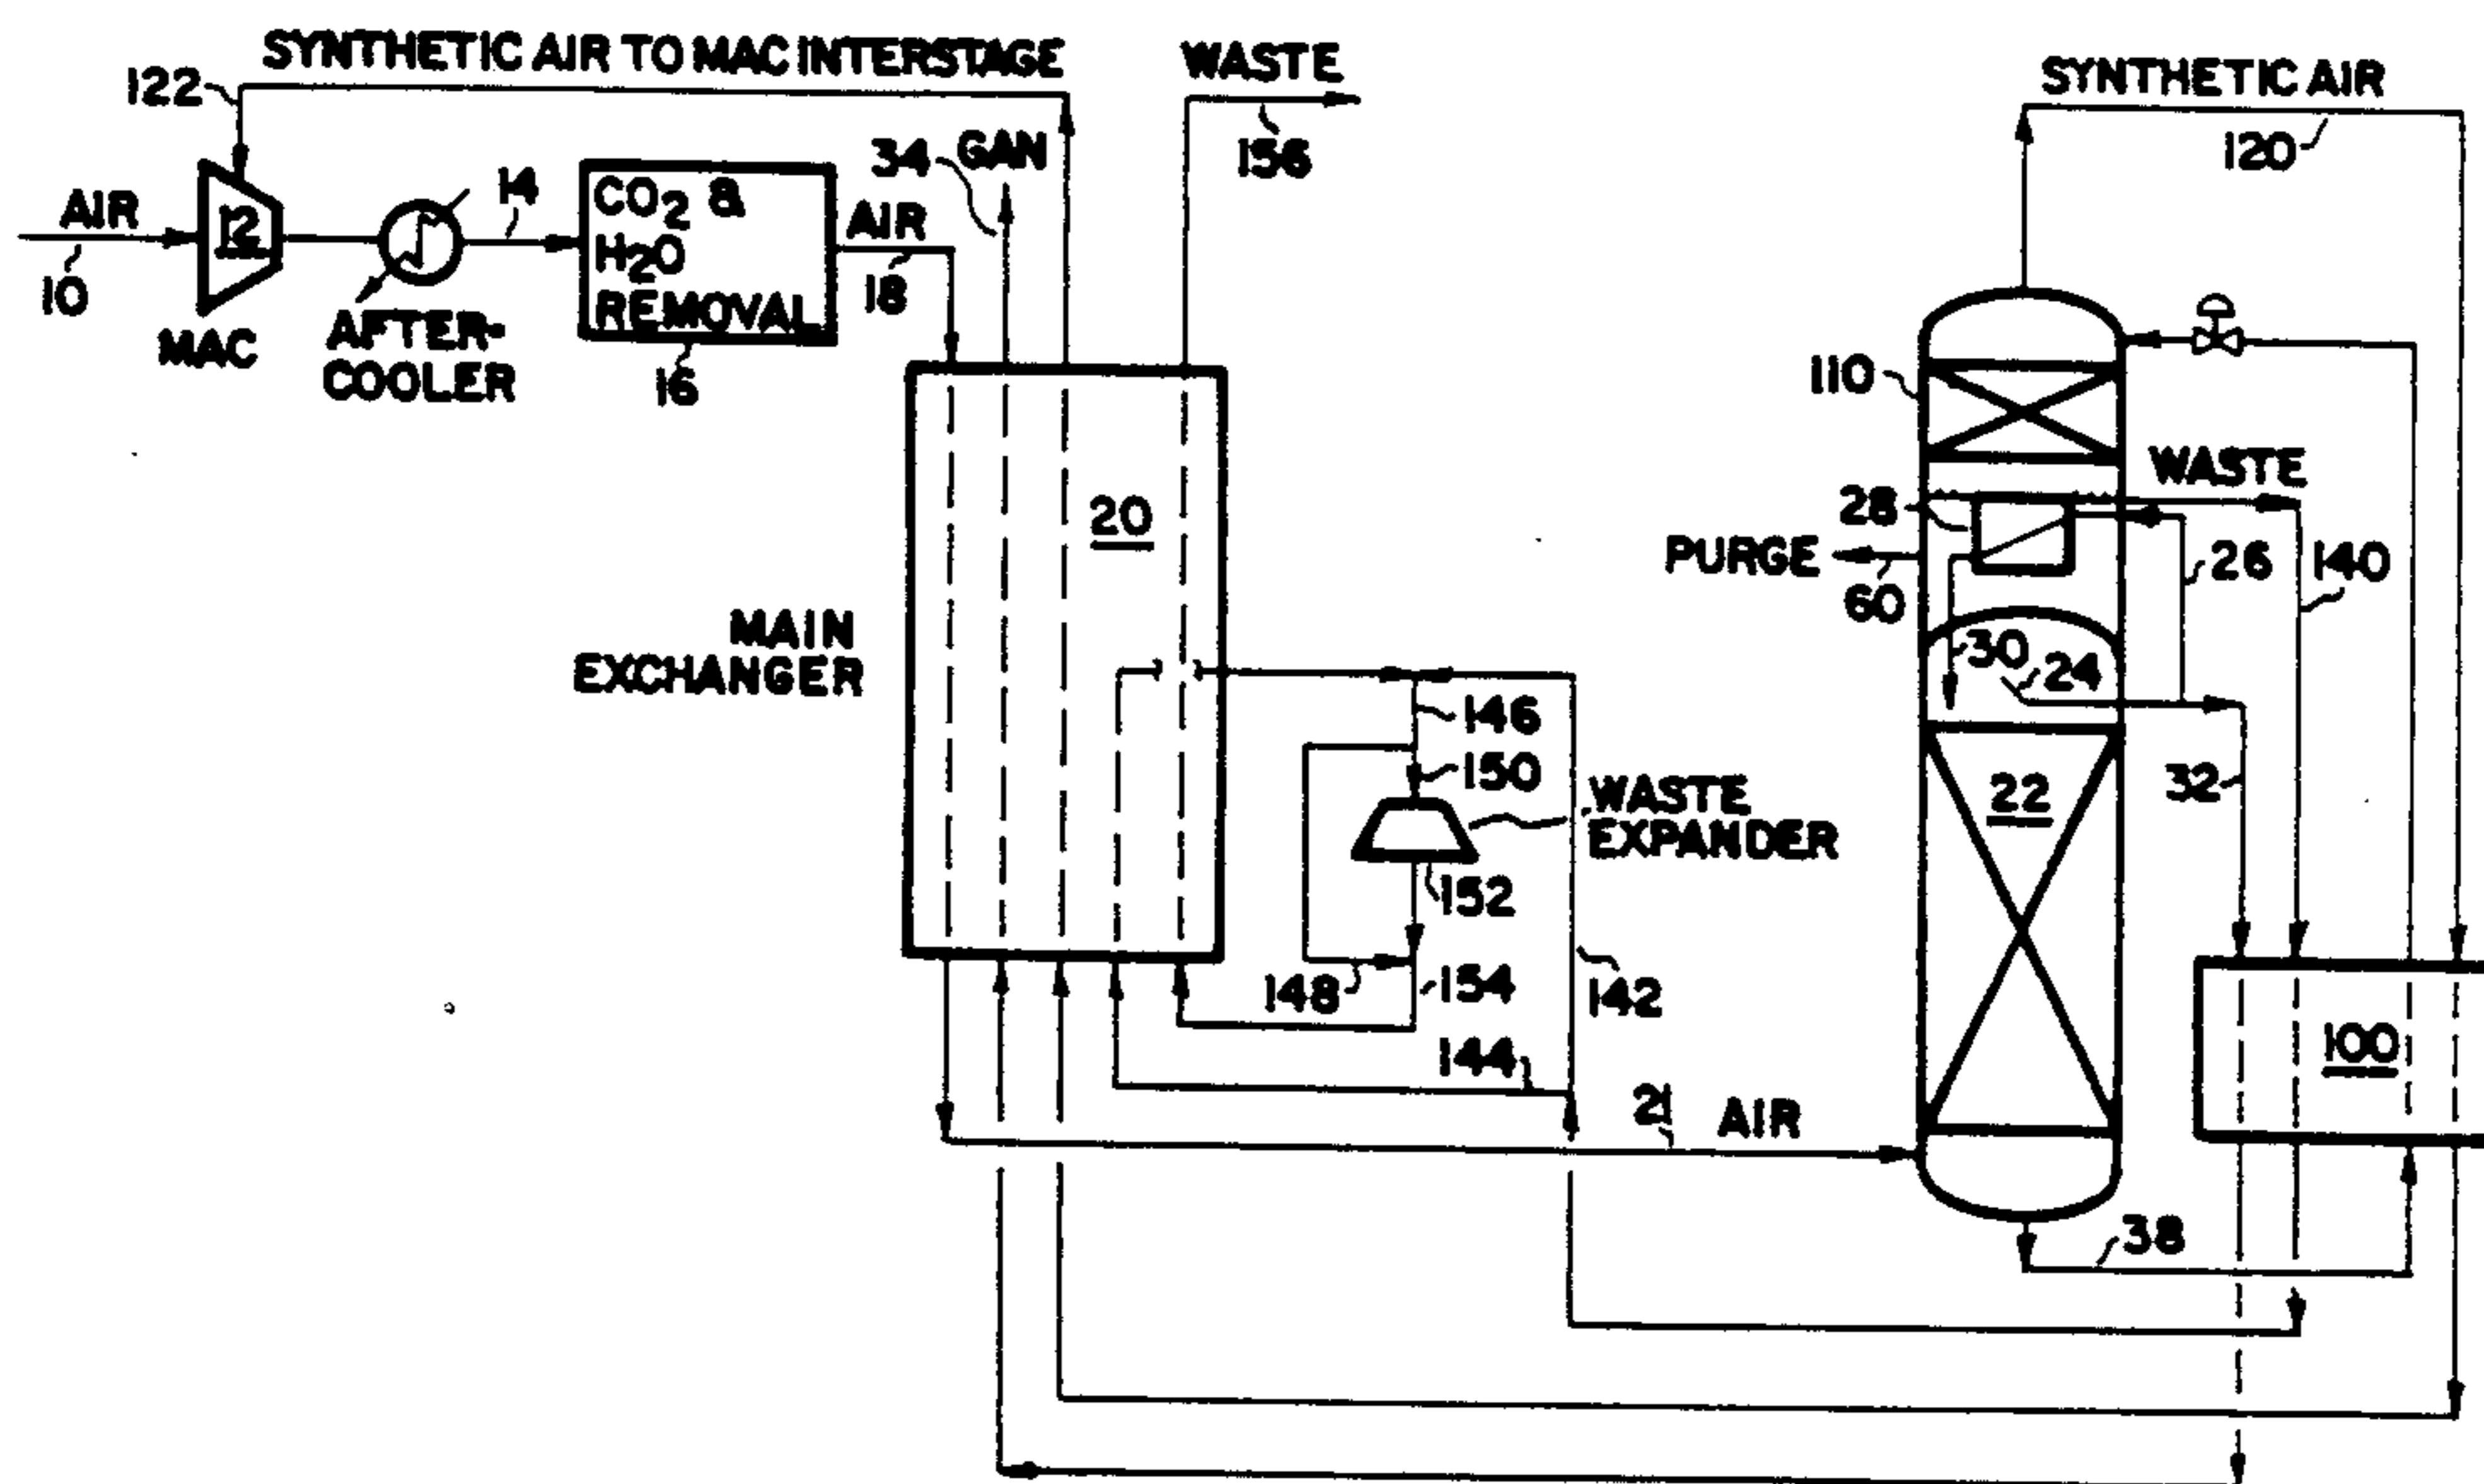 SYNTHETIC AIR TO MAC INTERSTAGE
WASTE
SYNTHETIC AIR
122
156
120
34
GAN
14
AIR
12
CO2 &
H2O
REMOVAL
AIR
10
18
MAC
AFTER-
COOLER
16
110
WASTE
20
28
PURGE
60
26
140
MAIN
EXCHANGER
30
24
146
150
WASTE
EXPANDER
22
32
152
148
154
142
100
144
21
AIR
38